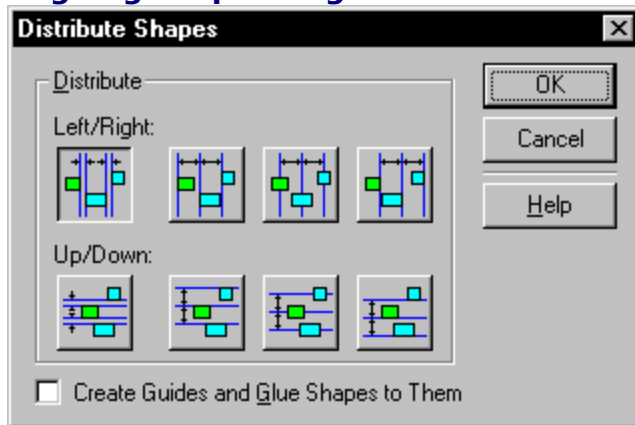 Distribute Shapes
Distribute
OK
Left/Right:
Cancel
Help
Up/Down:
Create Guides and Glue Shapes to Them